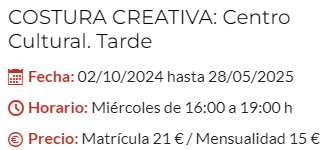 COSTURA CREATIVA: Centro
Cultural. Tarde
Fecha: 02/10/2024 hasta 28/05/2025
Horario: Miércoles de 16:00 a 19:00 h
Precio: Matrícula 21 € / Mensualidad 15 €